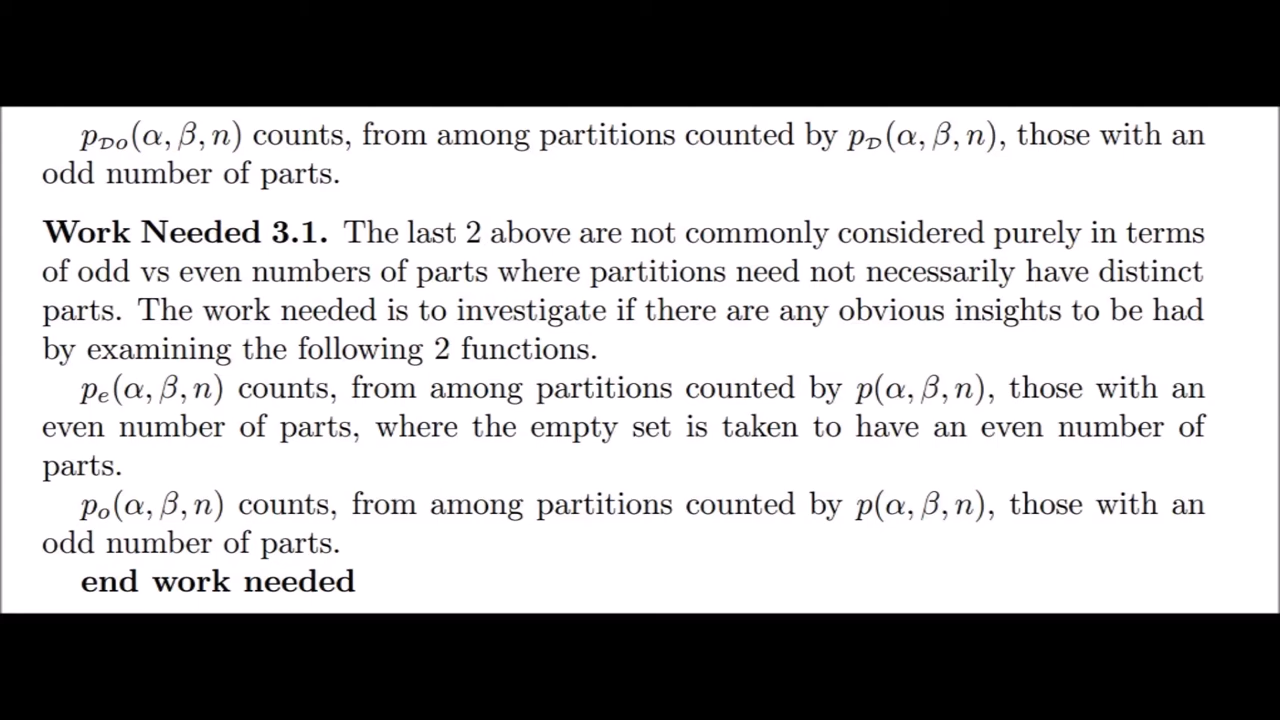 p𝒟o(α, β, n) counts, from among partitions counted by p𝒟(α, β, n), those with an
odd number of parts.
Work Needed 3.1. The last 2 above are not commonly considered purely in terms
of odd vs even numbers of parts where partitions need not necessarily have distinct
parts. The work needed is to investigate if there are any obvious insights to be had
by examining the following 2 functions.
pe(α, β, n) counts, from among partitions counted by p(α, β, n), those with an
even number of parts, where the empty set is taken to have an even number of
parts.
po(α, β, n) counts, from among partitions counted by p(α, β, n), those with an
odd number of parts.
end work needed